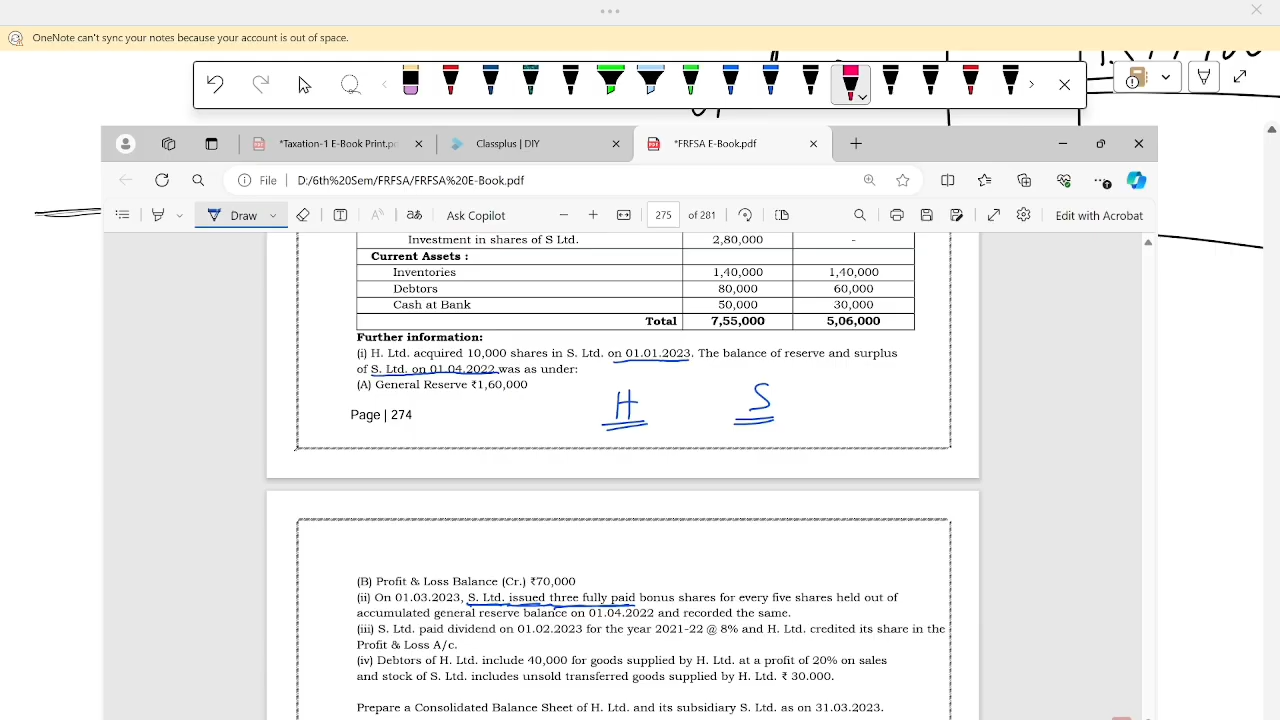 OneNote can't sync your notes because your account is out of space.
*Taxation-1 E-Book Print.p
Classplus | DIY
*FRFSA E-Book.pdf
File | D:/6th%20Sem/FRFSA/FRFSA%20E-Book.pdf
Draw
Ask Copilot
275 of 281
Edit with Acrobat
Investment in shares of S Ltd. 2,80,000 -
Current Assets :
Inventories 1,40,000 1,40,000
Debtors 80,000 60,000
Cash at Bank 50,000 30,000
Total 7,55,000 5,06,000
Further information:
(i) H. Ltd. acquired 10,000 shares in S. Ltd. on 01.01.2023. The balance of reserve and surplus
of S. Ltd. on 01.04.2022 was as under:
(A) General Reserve ₹1,60,000
H S
Page | 274
(B) Profit & Loss Balance (Cr.) ₹70,000
(ii) On 01.03.2023, S. Ltd. issued three fully paid bonus shares for every five shares held out of
accumulated general reserve balance on 01.04.2022 and recorded the same.
(iii) S. Ltd. paid dividend on 01.02.2023 for the year 2021-22 @ 8% and H. Ltd. credited its share in the
Profit & Loss A/c.
(iv) Debtors of H. Ltd. include 40,000 for goods supplied by H. Ltd. at a profit of 20% on sales
and stock of S. Ltd. includes unsold transferred goods supplied by H. Ltd. ₹ 30.000.
Prepare a Consolidated Balance Sheet of H. Ltd. and its subsidiary S. Ltd. as on 31.03.2023.